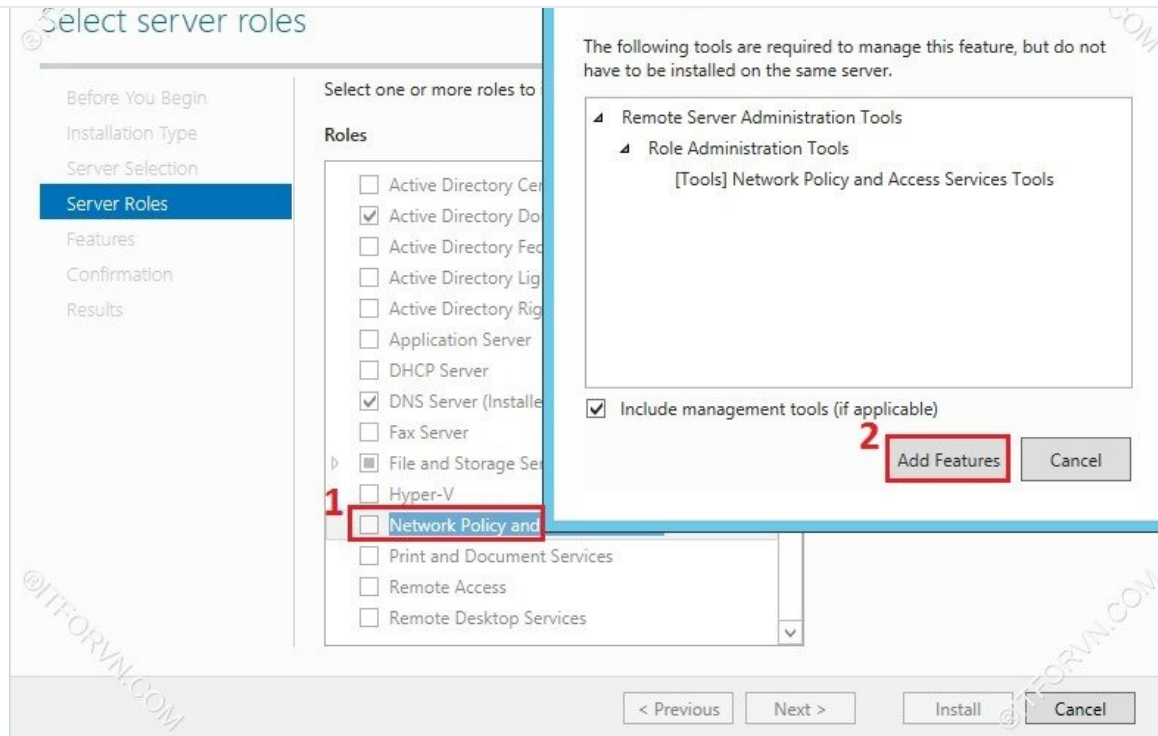 Select server roles
Before You Begin
Installation Type
Server Selection
Server Roles
Features
Confirmation
Results
Select one or more roles to
Roles
Active Directory Cer
Active Directory Do
Active Directory Fed
Active Directory Lig
Active Directory Rig
Application Server
DHCP Server
DNS Server (Installe
Fax Server
File and Storage Ser
Hyper-V
1
Network Policy and
Print and Document Services
Remote Access
Remote Desktop Services
The following tools are required to manage this feature, but do not
have to be installed on the same server.
Remote Server Administration Tools
Role Administration Tools
[Tools] Network Policy and Access Services Tools
Include management tools (if applicable)
2
Add Features
Cancel
< Previous
Next >
Install
Cancel
©ITFORVN.COM
©ITFORVN.COM